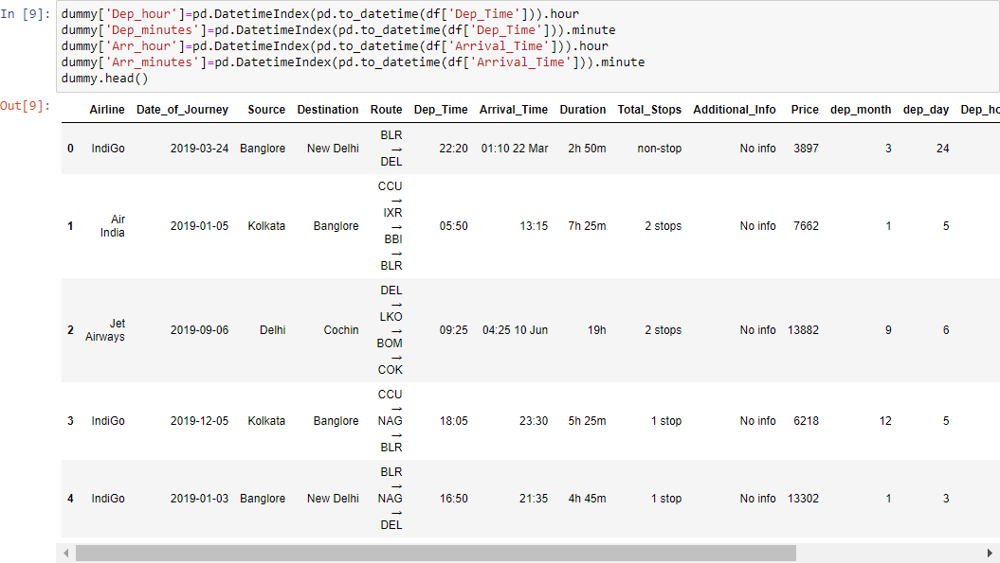 In [9]: dummy['Dep_hour']=pd.DatetimeIndex(pd.to_datetime(df['Dep_Time'])).hour
dummy['Dep_minutes']=pd.DatetimeIndex(pd.to_datetime(df['Dep_Time'])).minute
dummy['Arr_hour']=pd.DatetimeIndex(pd.to_datetime(df['Arrival_Time'])).hour
dummy['Arr_minutes']=pd.DatetimeIndex(pd.to_datetime(df['Arrival_Time'])).minute
dummy.head()
Out[9]:
Airline Date_of_Journey Source Destination Route Dep_Time Arrival_Time Duration Total_Stops Additional_Info Price dep_month dep_day Dep_ho
0 IndiGo 2019-03-24 Banglore New Delhi BLR → DEL 22:20 01:10 22 Mar 2h 50m non-stop No info 3897 3 24
1 Air India 2019-01-05 Kolkata Banglore CCU → IXR → BBI → BLR 05:50 13:15 7h 25m 2 stops No info 7662 1 5
2 Jet Airways 2019-09-06 Delhi Cochin DEL → LKO → BOM → COK 09:25 04:25 10 Jun 19h 2 stops No info 13882 9 6
3 IndiGo 2019-12-05 Kolkata Banglore CCU → NAG → BLR 18:05 23:30 5h 25m 1 stop No info 6218 12 5
4 IndiGo 2019-01-03 Banglore New Delhi BLR → NAG → DEL 16:50 21:35 4h 45m 1 stop No info 13302 1 3